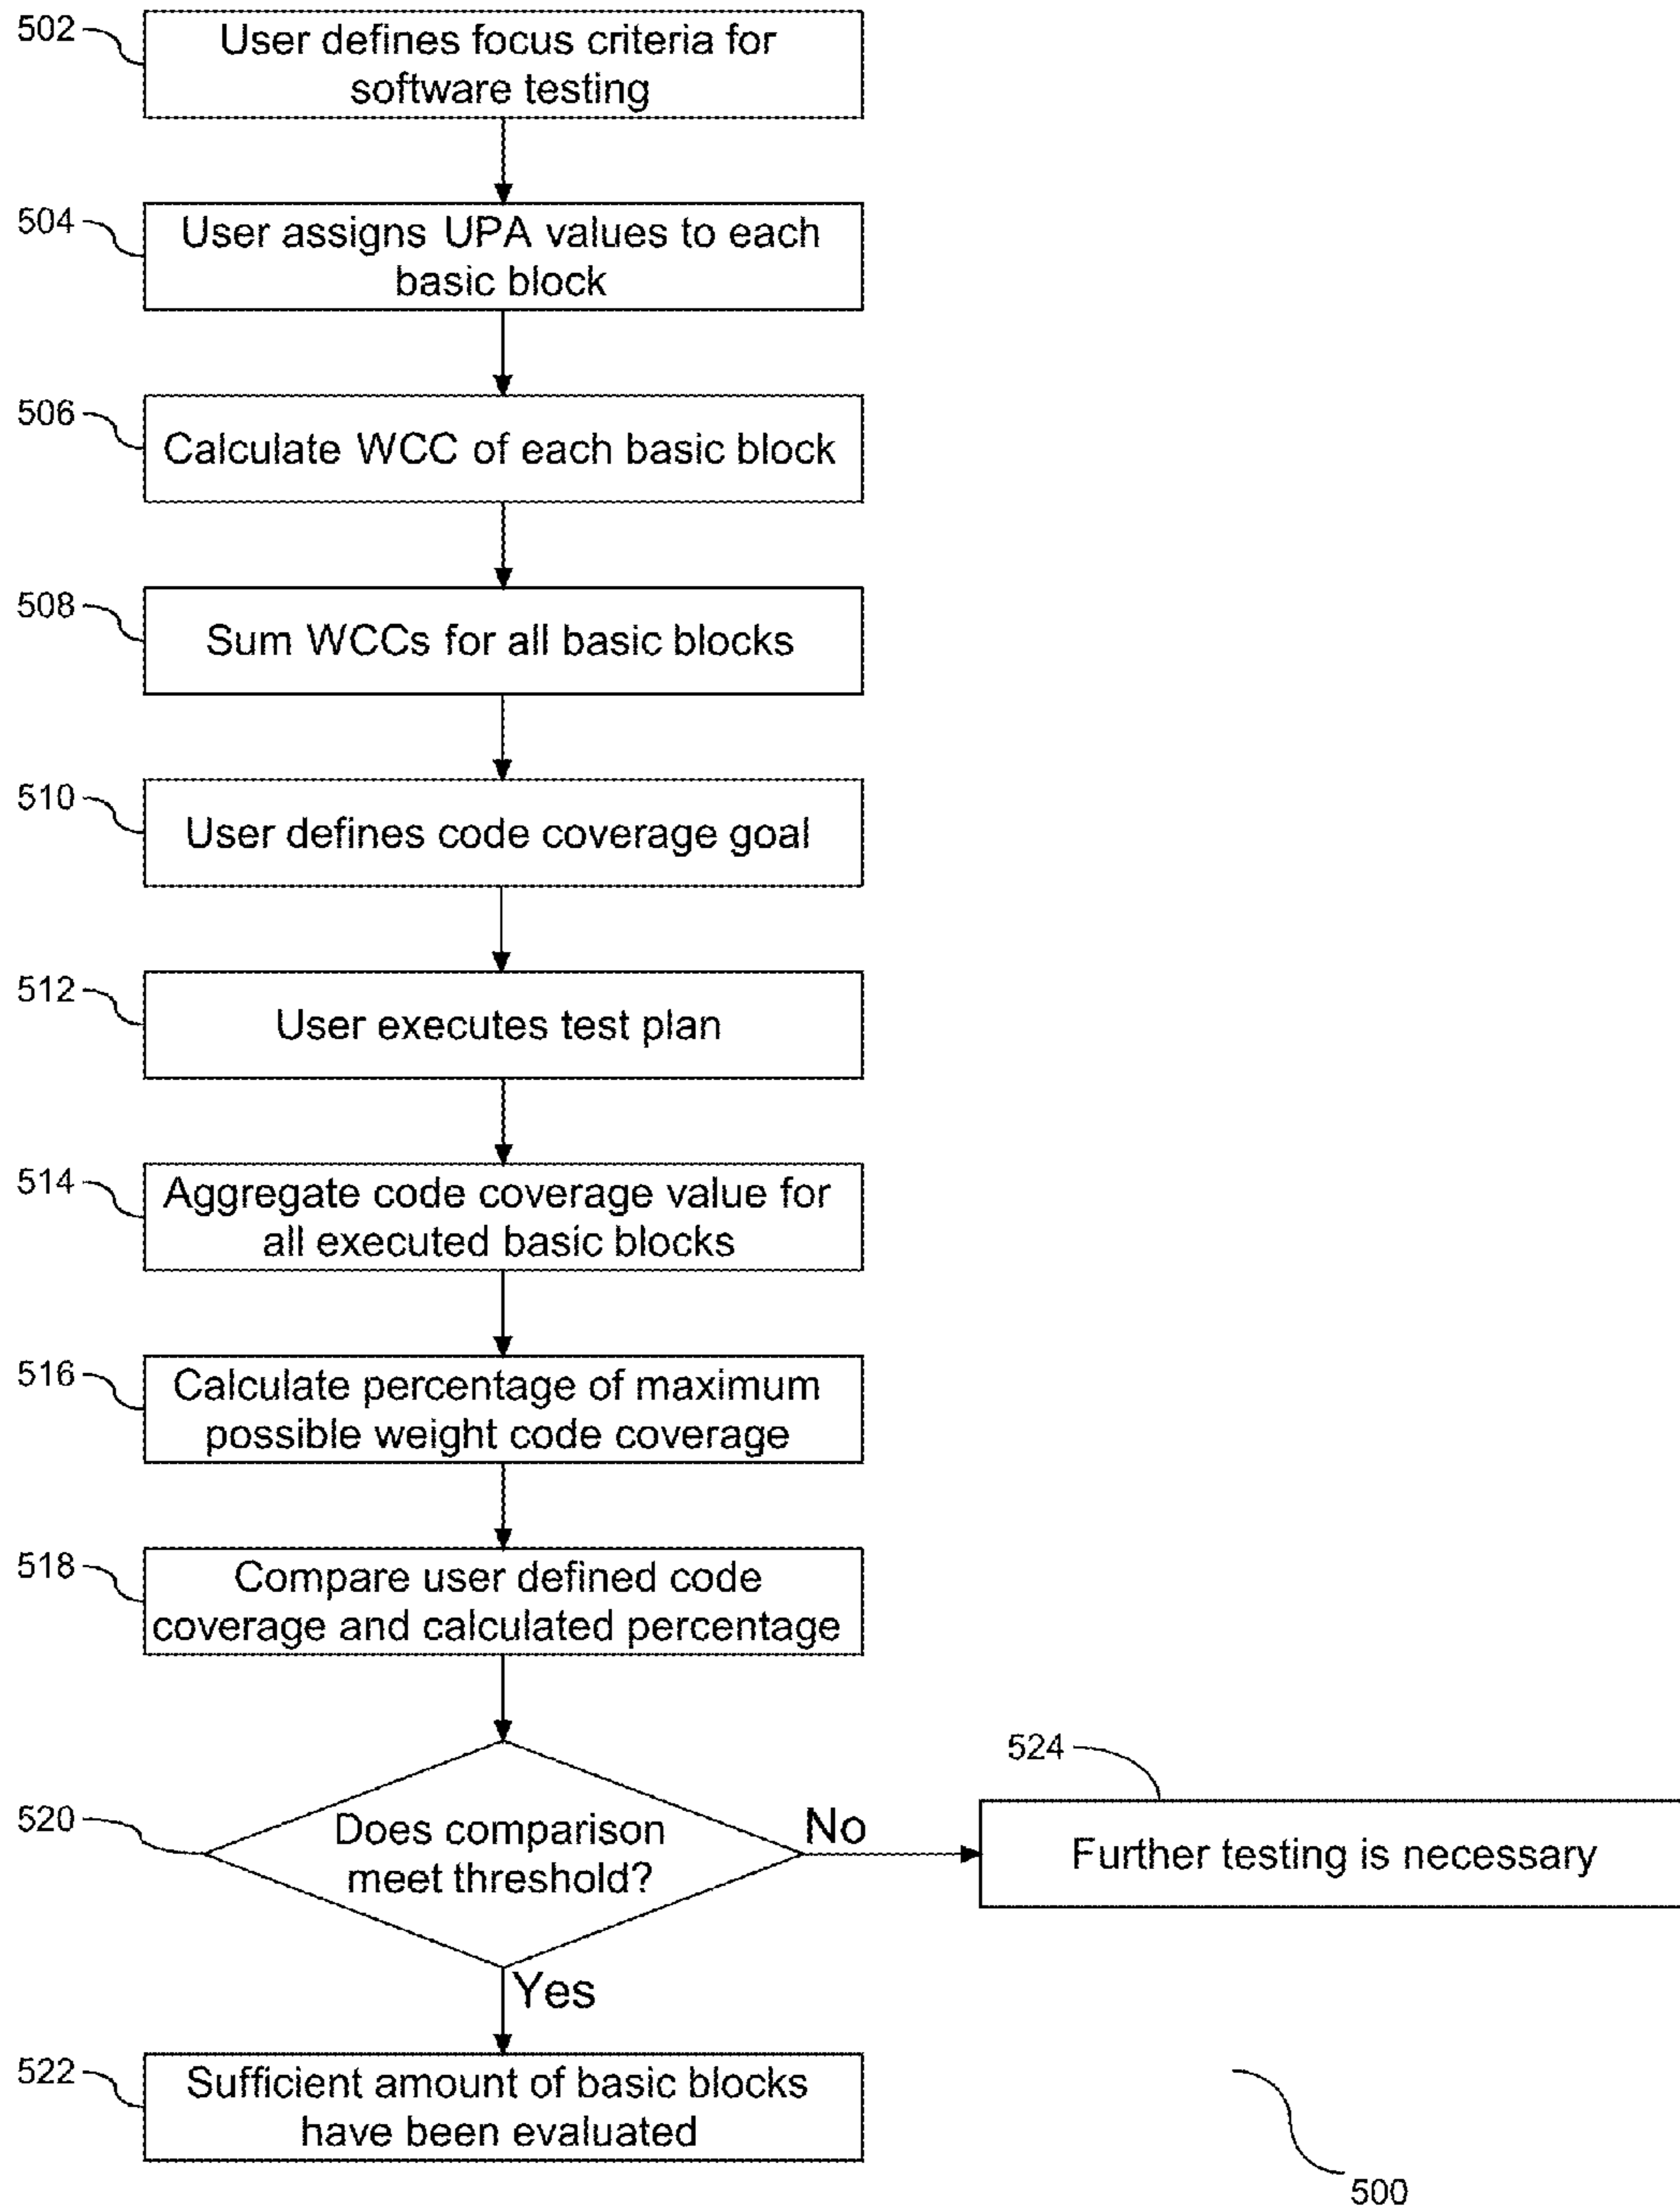 502
User defines focus criteria for
software testing
504
User assigns UPA values to each
basic block
506
Calculate WCC of each basic block
508
Sum WCCs for all basic blocks
510
User defines code coverage goal
512
User executes test plan
514
Aggregate code coverage value for
all executed basic blocks
516
Calculate percentage of maximum
possible weight code coverage
518
Compare user defined code
coverage and calculated percentage
520
Does comparison
meet threshold?
No
524
Further testing is necessary
Yes
522
Sufficient amount of basic blocks
have been evaluated
500